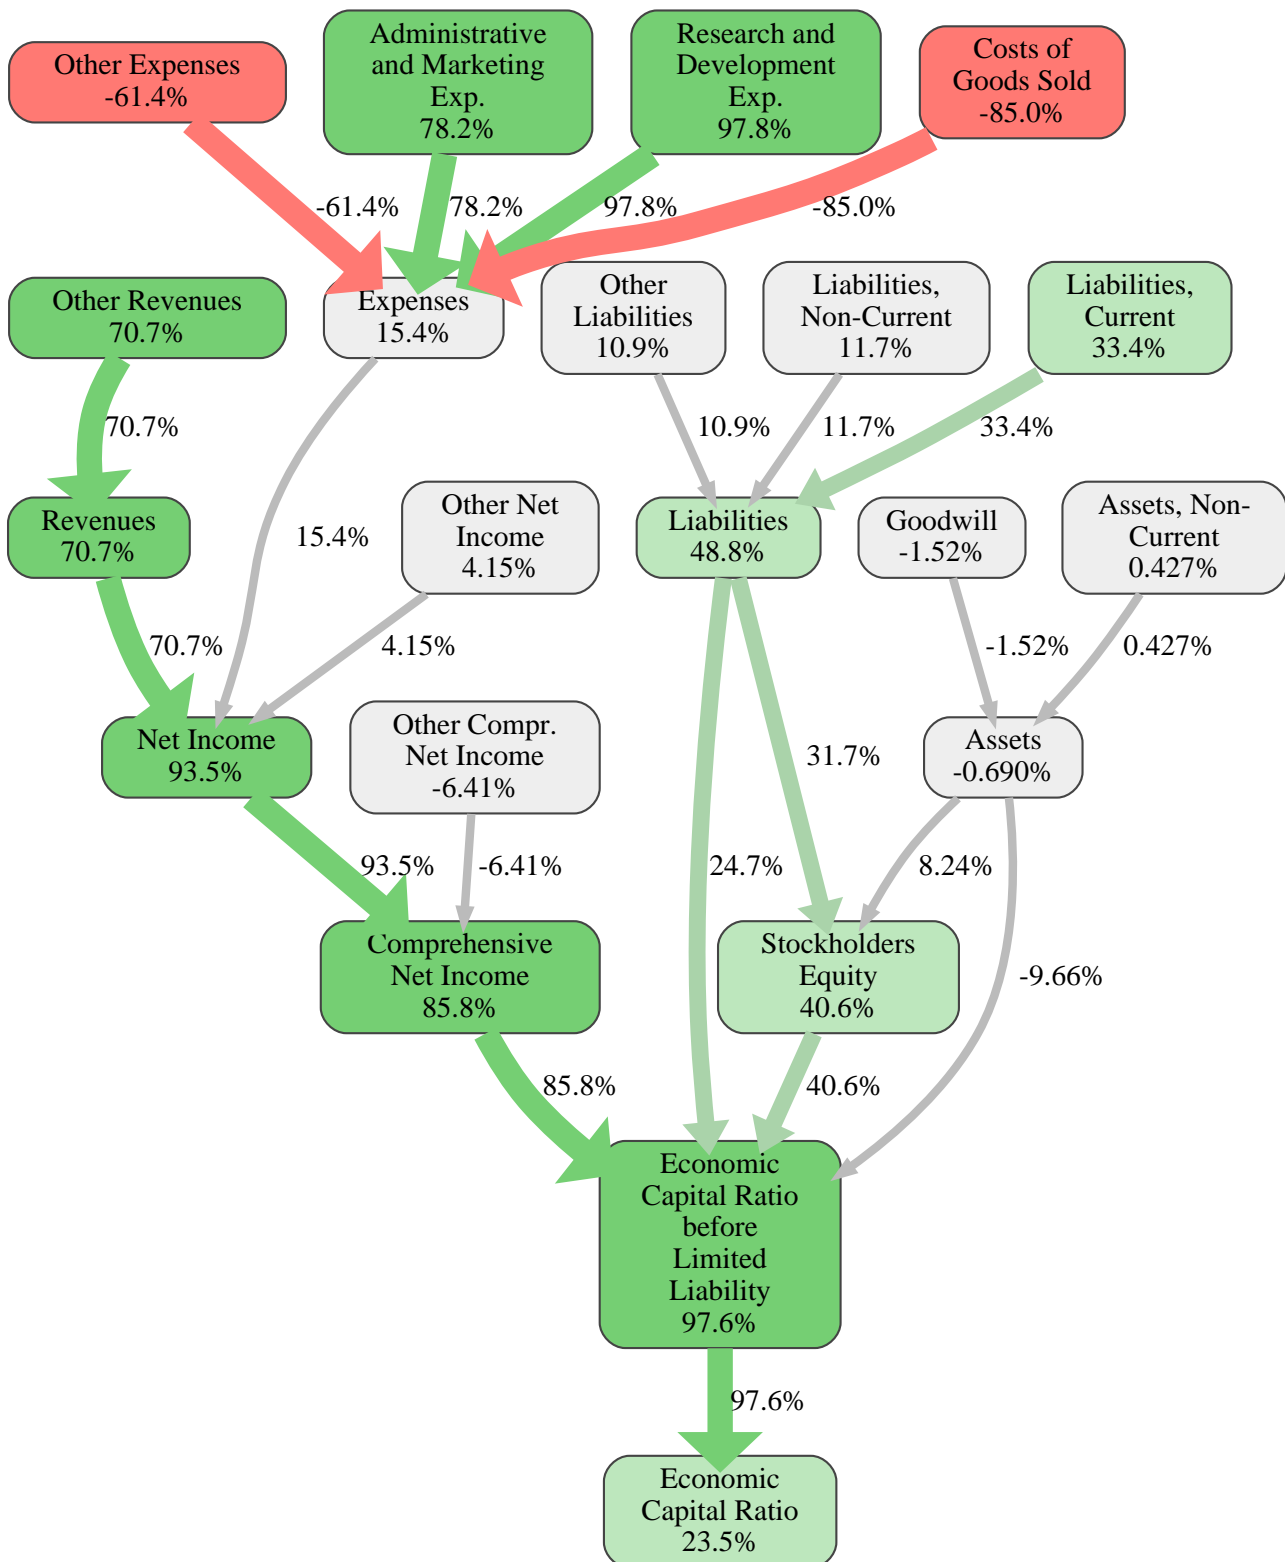 Other Expenses
-61.4%
Administrative
and Marketing
Exp.
78.2%
Research and
Development
Exp.
97.8%
Costs of
Goods Sold
-85.0%
-61.4%
78.2%
97.8%
-85.0%
Other Revenues
70.7%
Expenses
15.4%
Other
Liabilities
10.9%
Liabilities,
Non-Current
11.7%
Liabilities,
Current
33.4%
70.7%
10.9%
11.7%
33.4%
Revenues
70.7%
15.4%
Other Net
Income
4.15%
Liabilities
48.8%
Goodwill
-1.52%
Assets, Non-
Current
0.427%
70.7%
4.15%
-1.52%
0.427%
Net Income
93.5%
Other Compr.
Net Income
-6.41%
31.7%
Assets
-0.690%
93.5%
-6.41%
24.7%
8.24%
Comprehensive
Net Income
85.8%
Stockholders
Equity
40.6%
-9.66%
85.8%
40.6%
Economic
Capital Ratio
before
Limited
Liability
97.6%
97.6%
Economic
Capital Ratio
23.5%